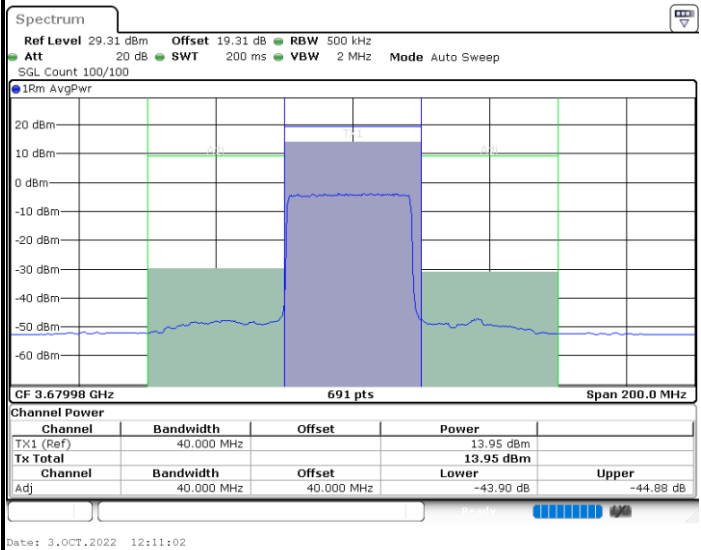 Spectrum
Ref Level 29.31 dBm Offset 19.31 dB RBW 500 kHz
Att 20 dB SWT 200 ms VBW 2 MHz Mode Auto Sweep
SGL Count 100/100
1Rm AvgPwr
20 dBm
TX1
10 dBm
Adj
Adj
0 dBm
-10 dBm
-20 dBm
-30 dBm
-40 dBm
-50 dBm
-60 dBm
CF 3.67998 GHz 691 pts Span 200.0 MHz
Channel Power
Channel Bandwidth Offset Power
TX1 (Ref) 40.000 MHz 13.95 dBm
Tx Total 13.95 dBm
Channel Bandwidth Offset Lower Upper
Adj 40.000 MHz 40.000 MHz -43.90 dB -44.88 dB
Ready
Date: 3.OCT.2022 12:11:02